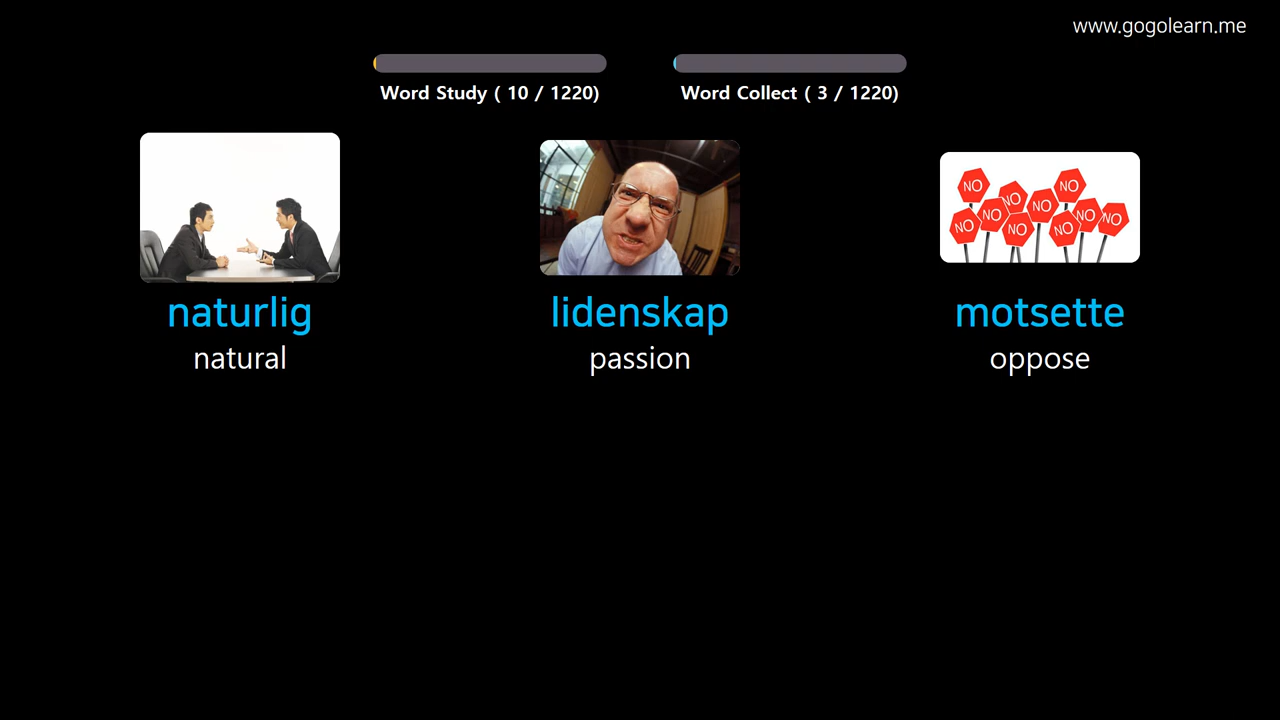 www.gogolearn.me
Word Study ( 10 / 1220)
Word Collect ( 3 / 1220)
NO
NO
NO
NO
NO
NO
NO
NO
NO
NO
naturlig
lidenskap
motsette
natural
passion
oppose